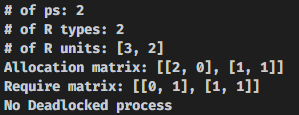 # of ps: 2
# of R types: 2
# of R units: [3, 2]
Allocation matrix: [[2, 0], [1, 1]]
Require matrix: [[0, 1], [1, 1]]
No Deadlocked process